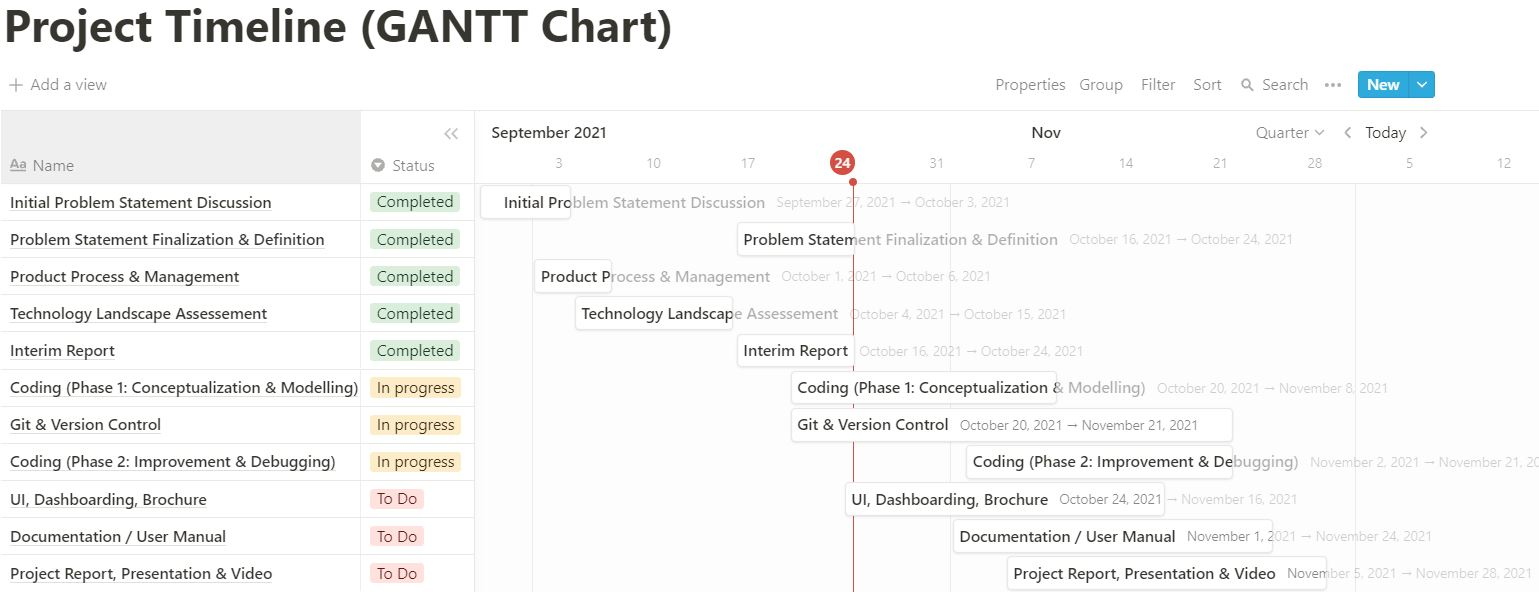 Project Timeline (GANTT Chart)
+ Add a view Properties Group Filter Sort Search ••• New
September 2021 Nov Quarter Today
Aa Name Status 3 10 17 24 31 7 14 21 28 5 12
Initial Problem Statement Discussion Completed Initial Problem Statement Discussion September 27, 2021 → October 3, 2021
Problem Statement Finalization & Definition Completed Problem Statement Finalization & Definition October 16, 2021 → October 24, 2021
Product Process & Management Completed Product Process & Management October 1, 2021 → October 6, 2021
Technology Landscape Assessement Completed Technology Landscape Assessement October 4, 2021 → October 15, 2021
Interim Report Completed Interim Report October 16, 2021 → October 24, 2021
Coding (Phase 1: Conceptualization & Modelling) In progress Coding (Phase 1: Conceptualization & Modelling) October 20, 2021 → November 8, 2021
Git & Version Control In progress Git & Version Control October 20, 2021 → November 21, 2021
Coding (Phase 2: Improvement & Debugging) In progress Coding (Phase 2: Improvement & Debugging) November 2, 2021 → November 21, 20
UI, Dashboarding, Brochure To Do UI, Dashboarding, Brochure October 24, 2021 → November 16, 2021
Documentation / User Manual To Do Documentation / User Manual November 1, 2021 → November 24, 2021
Project Report, Presentation & Video To Do Project Report, Presentation & Video November 5, 2021 → November 28, 2021